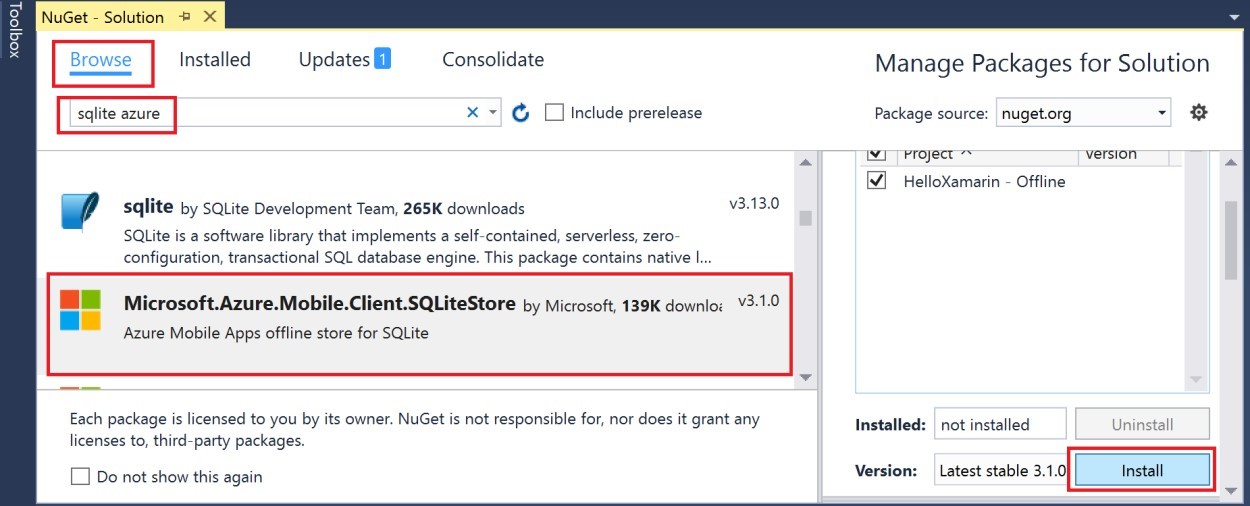 Toolbox
NuGet - Solution
Browse
Installed
Updates 1
Consolidate
Manage Packages for Solution
sqlite azure
Include prerelease
Package source: nuget.org
sqlite by SQLite Development Team, 265K downloads
v3.13.0
SQLite is a software library that implements a self-contained, serverless, zero-
configuration, transactional SQL database engine. This package contains native l...
Microsoft.Azure.Mobile.Client.SQLiteStore by Microsoft, 139K downloa
v3.1.0
Azure Mobile Apps offline store for SQLite
Each package is licensed to you by its owner. NuGet is not responsible for, nor does it grant any
licenses to, third-party packages.
Do not show this again
Project
Version
HelloXamarin - Offline
Installed: not installed
Uninstall
Version: Latest stable 3.1.0
Install